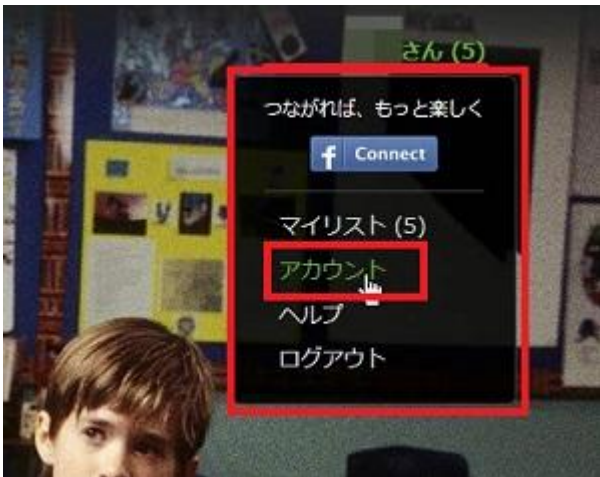 さん (5)
つながれば、もっと楽しく
f Connect
マイリスト (5)
アカウント
ヘルプ
ログアウト